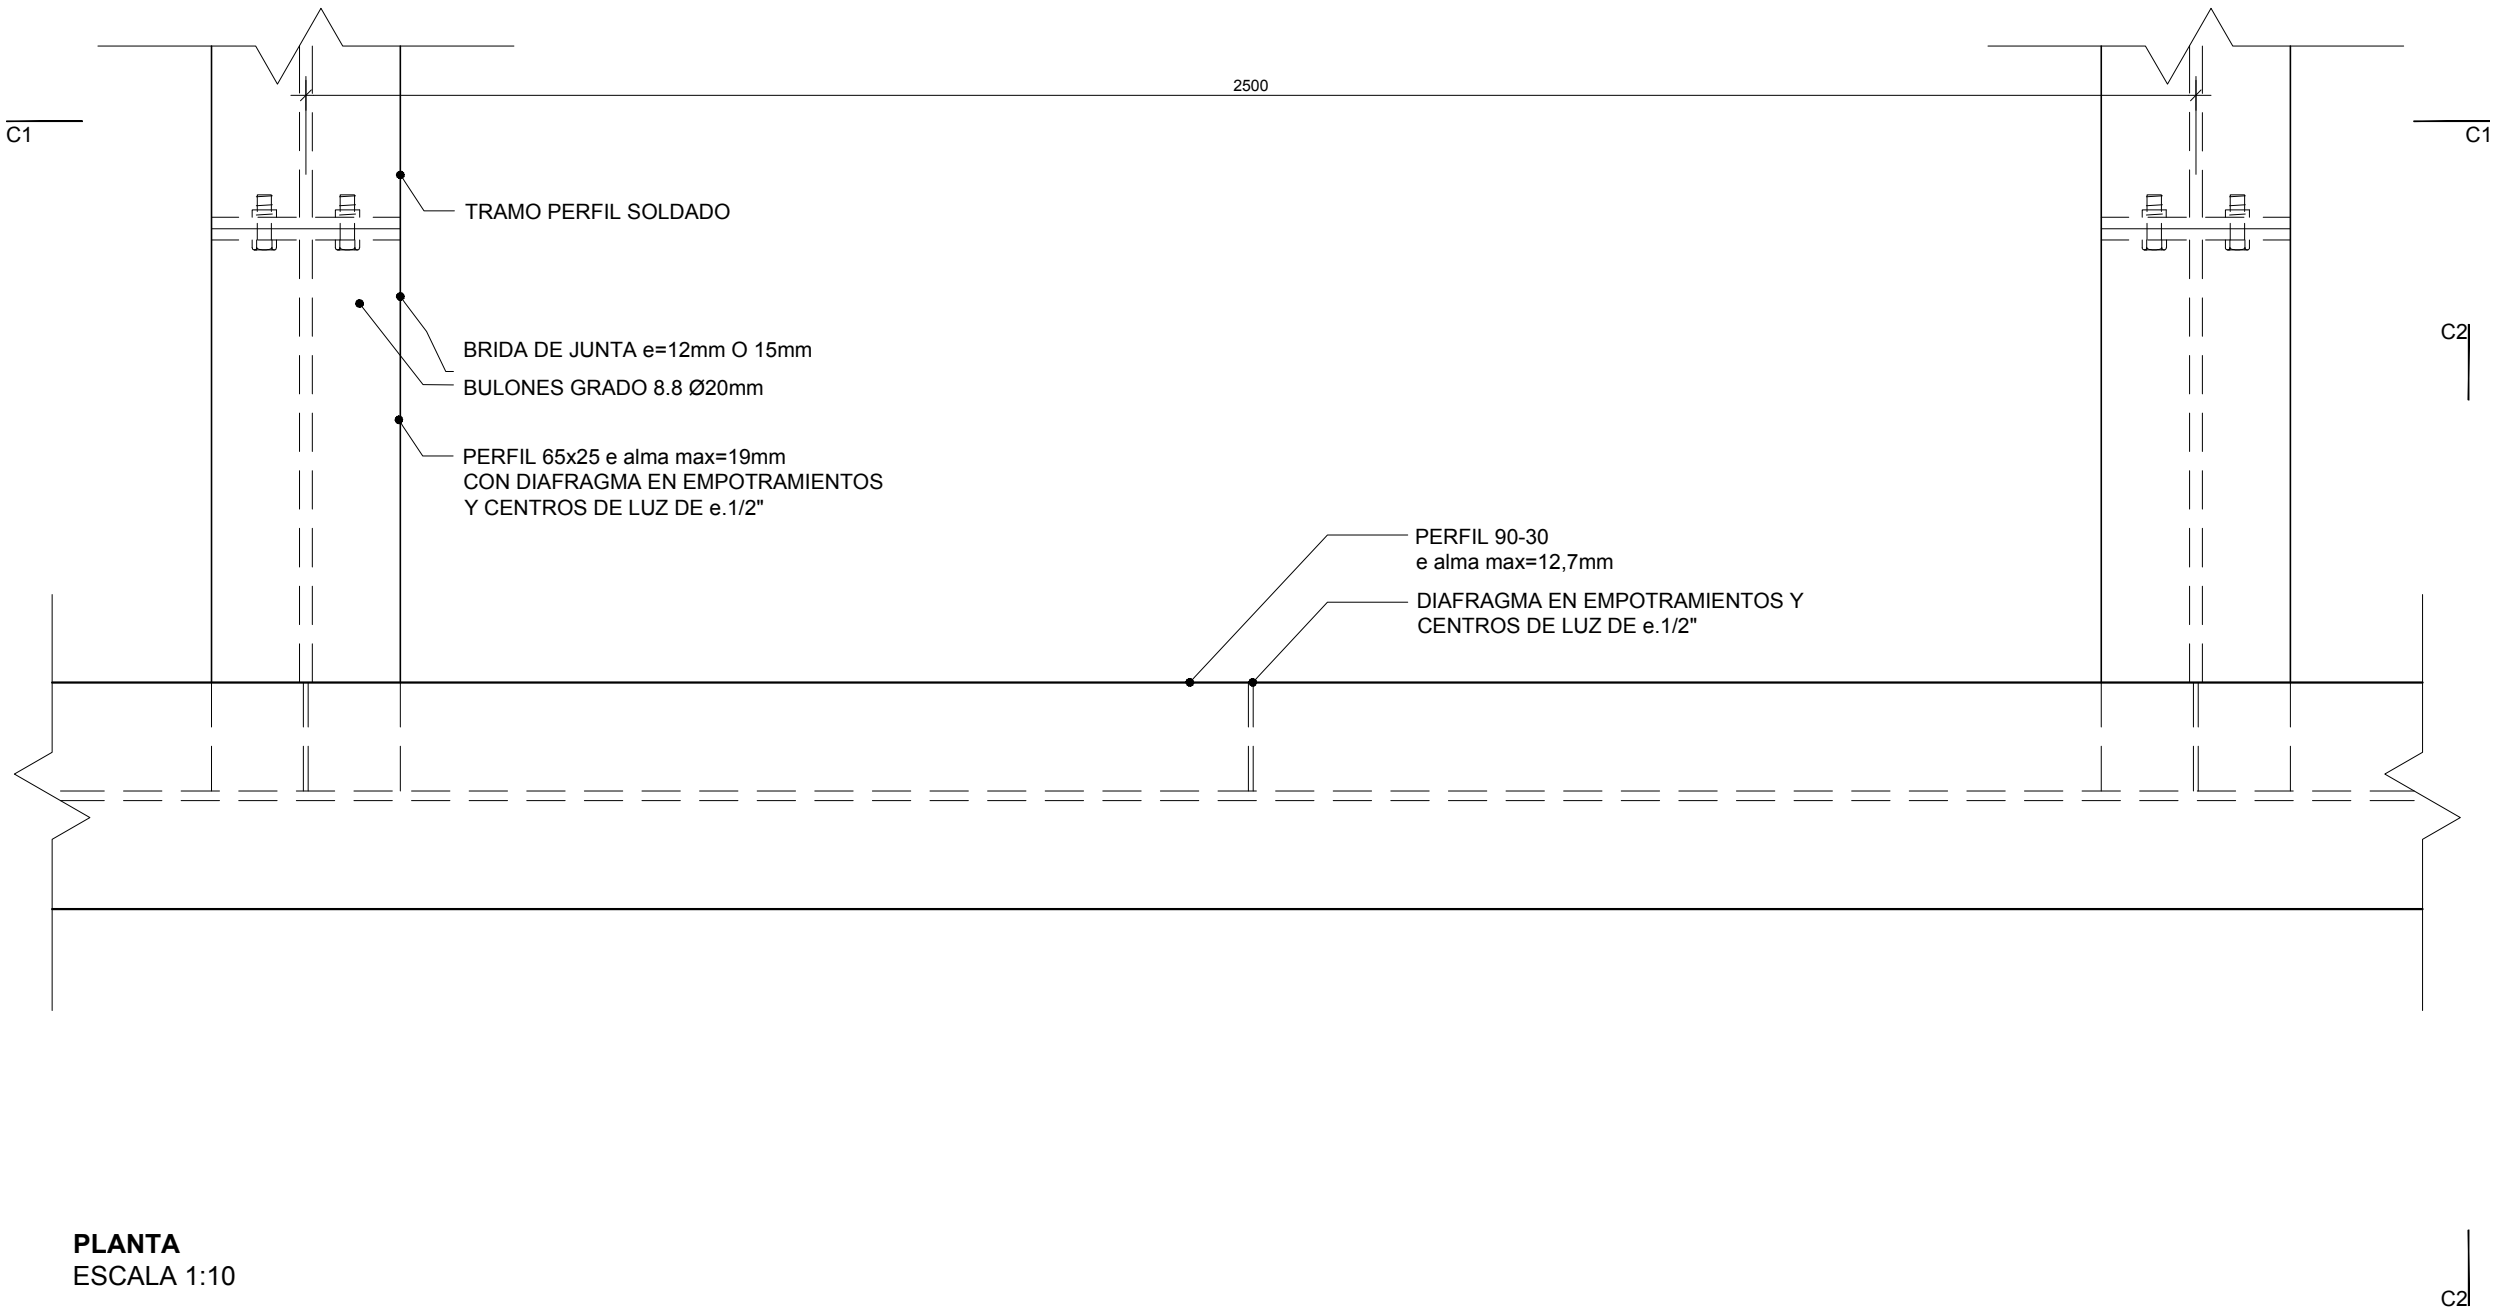 2500
C1
C1
TRAMO PERFIL SOLDADO
C2
BRIDA DE JUNTA e=12mm O 15mm
BULONES GRADO 8.8 Ø20mm
PERFIL 65x25 e alma max=19mm
CON DIAFRAGMA EN EMPOTRAMIENTOS
Y CENTROS DE LUZ DE e.1/2"
PERFIL 90-30
e alma max=12,7mm
DIAFRAGMA EN EMPOTRAMIENTOS Y
CENTROS DE LUZ DE e.1/2"
PLANTA
ESCALA 1:10
C2